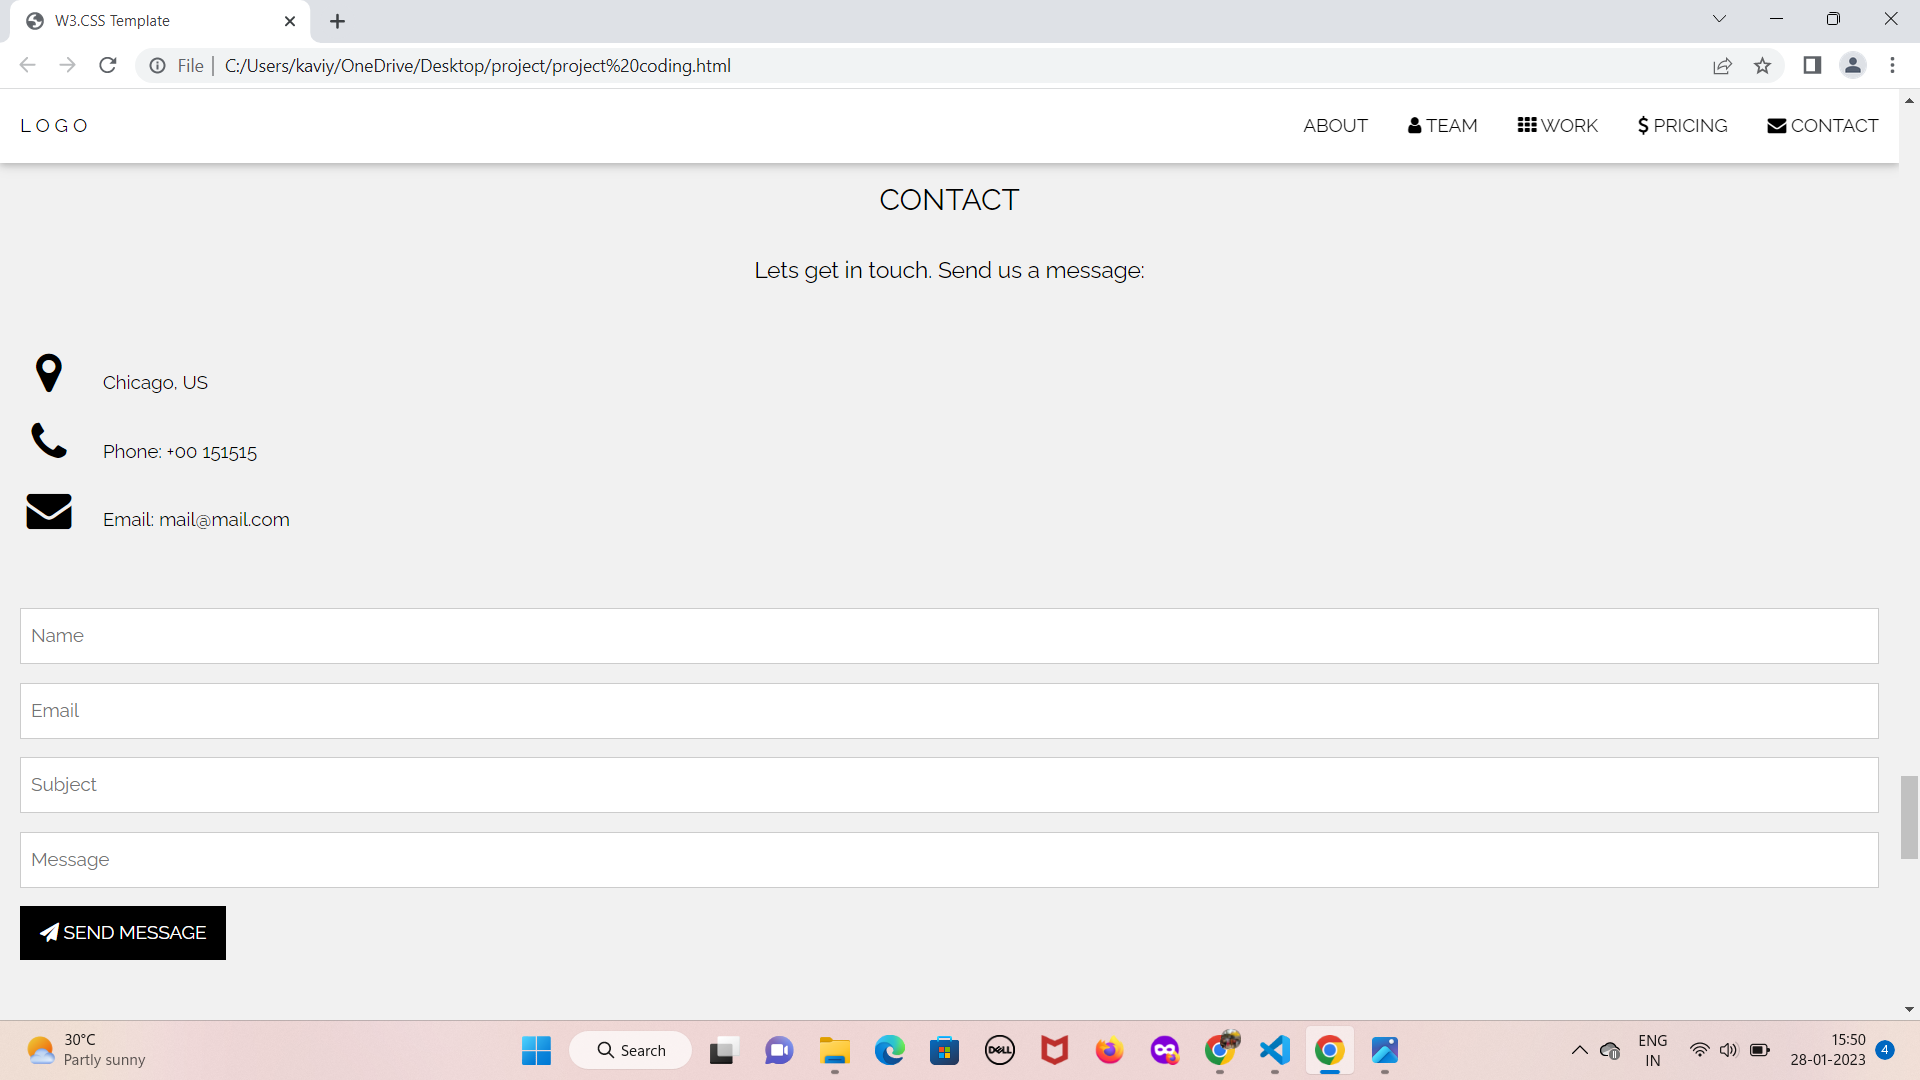 W3.CSS Template
File | C:/Users/kaviy/OneDrive/Desktop/project/project%20coding.html
LOGO ABOUT TEAM WORK $ PRICING CONTACT
CONTACT
Lets get in touch. Send us a message:
Chicago, US
Phone: +00 151515
Email: mail@mail.com
Name
Email
Subject
Message
SEND MESSAGE
30°C
Partly sunny
Search
DELL
ENG
IN
15:50
28-01-2023
4